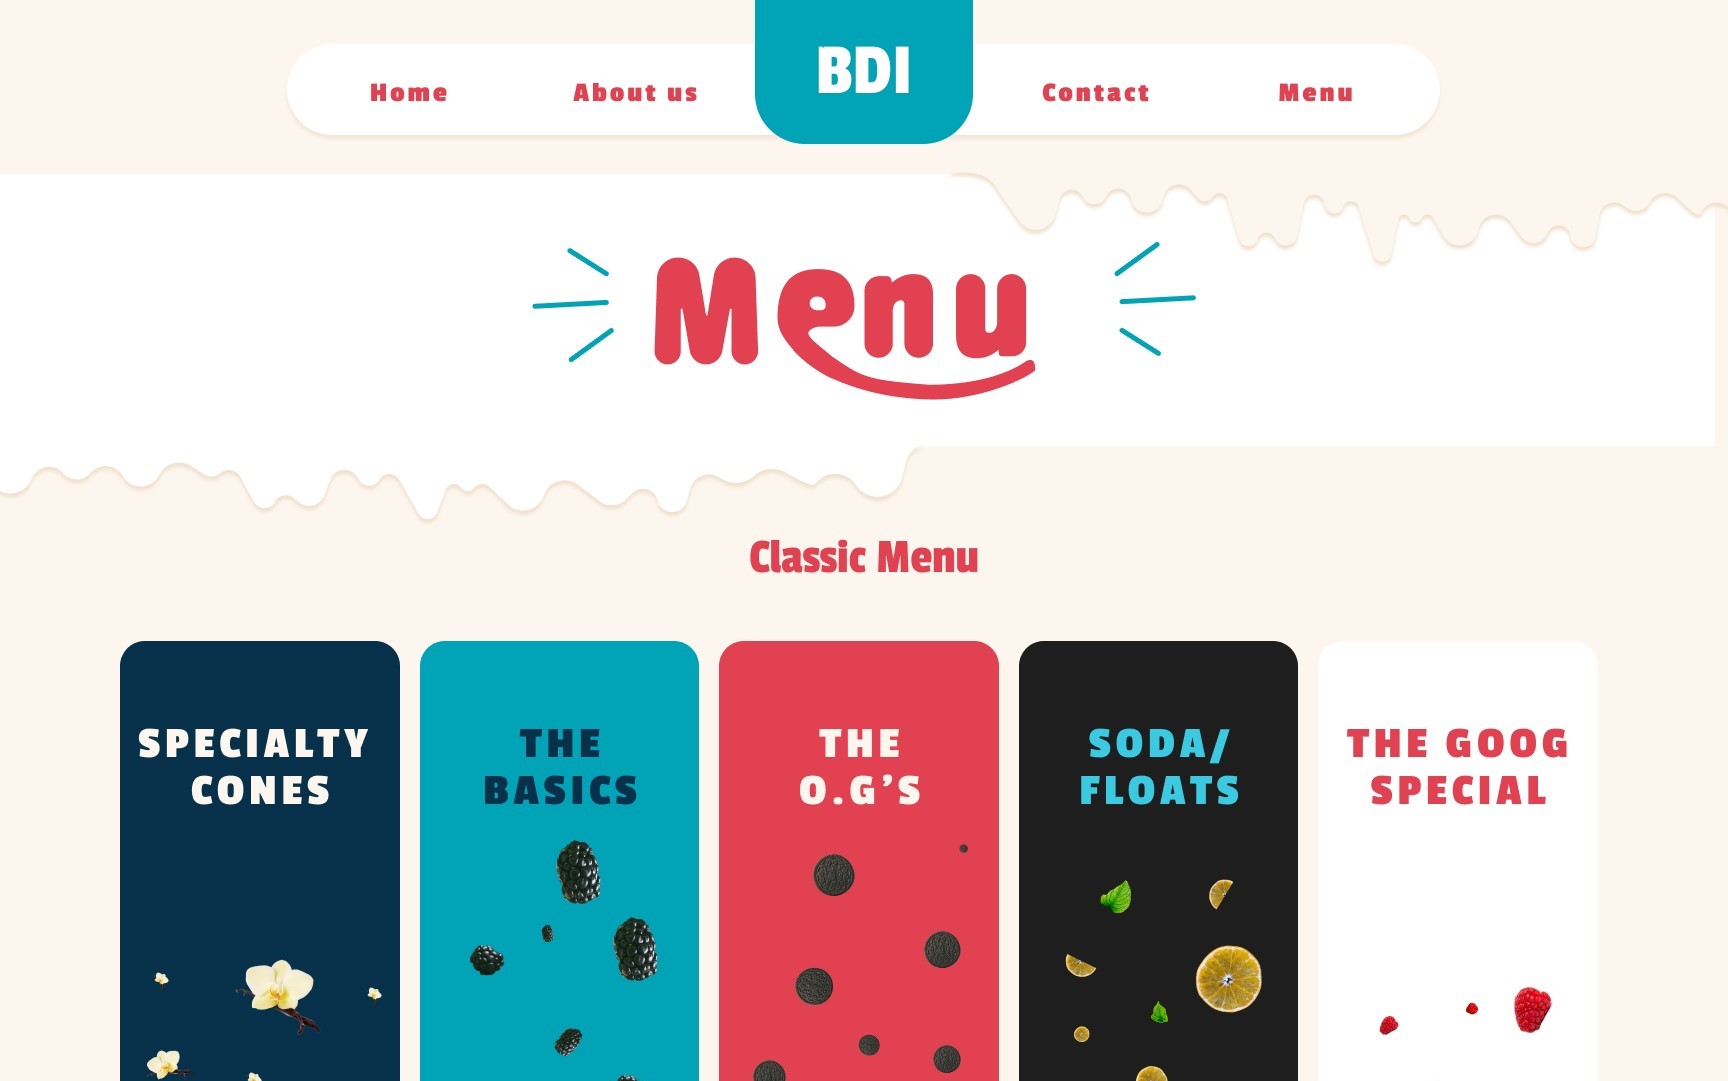 Home
About us
BDI
Contact
Menu
Menu
Classic Menu
SPECIALTY
CONES
THE
BASICS
THE
O.G’S
SODA/
FLOATS
THE GOOG
SPECIAL